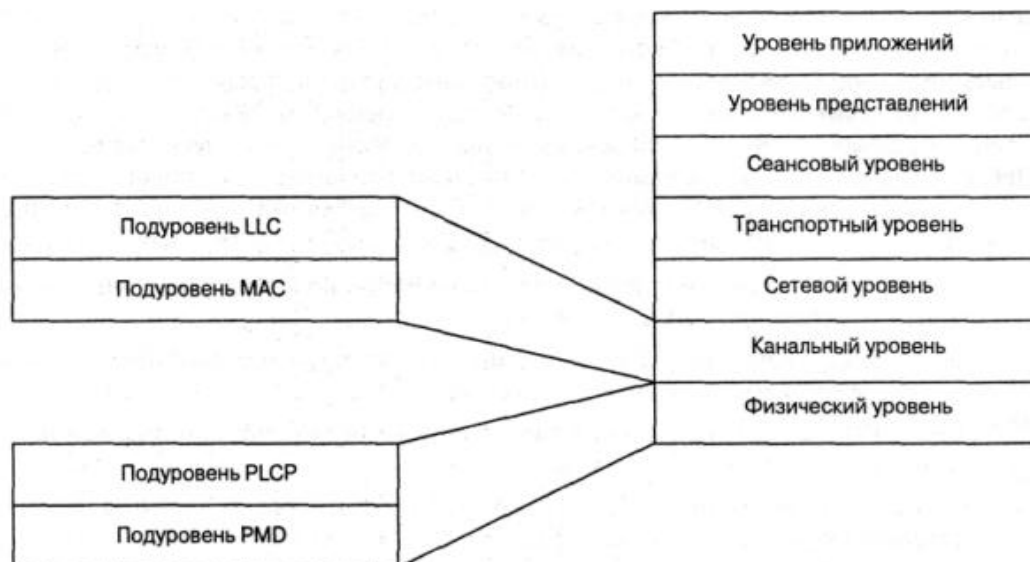 Уровень приложений
Уровень представлений
Сеансовый уровень
Транспортный уровень
Сетевой уровень
Канальный уровень
Физический уровень
Подуровень LLC
Подуровень MAC
Подуровень PLCP
Подуровень PMD